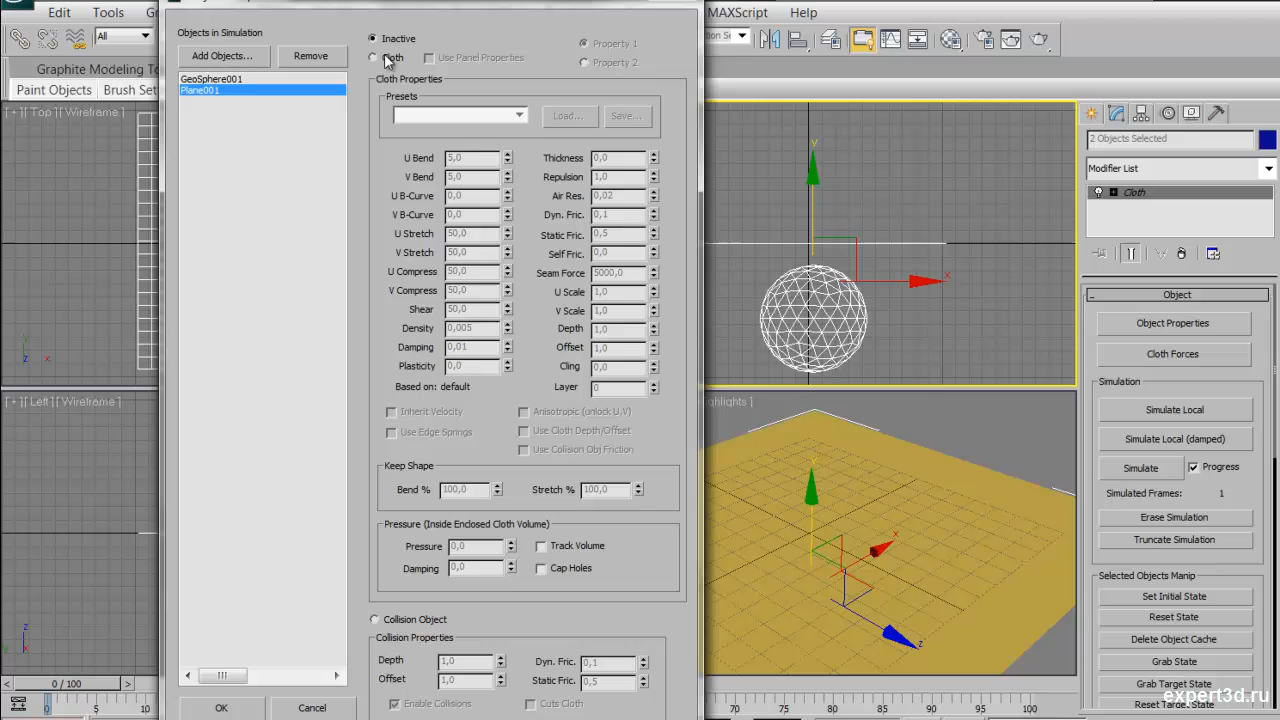 Edit Tools
MAXScript Help
All
Graphite Modeling To
Paint Objects Brush Set
[ + ] [ Top ] [ Wireframe ]
[ + ] [ Left ] [ Wireframe ]
y
z x
z
y x
0 / 100
0 5 10
Objects in Simulation
Add Objects... Remove
GeoSphere001
Plane001
OK Cancel
Inactive
Cloth Use Panel Properties
Property 1
Property 2
Cloth Properties
Presets
Load... Save...
U Bend 5,0 Thickness 0,0
V Bend 5,0 Repulsion 1,0
U B-Curve 0,0 Air Res. 0,02
V B-Curve 0,0 Dyn. Fric. 0,1
U Stretch 50,0 Static Fric. 0,5
V Stretch 50,0 Self Fric. 0,0
U Compress 50,0 Seam Force 5000,0
V Compress 50,0 U Scale 1,0
Shear 50,0 V Scale 1,0
Density 0,005 Depth 1,0
Damping 0,01 Offset 1,0
Plasticity 0,0 Cling 0,0
Based on: default Layer 0
Inherit Velocity Anisotropic (unlock U,V)
Use Edge Springs Use Cloth Depth/Offset
Use Collision Obj Friction
Keep Shape
Bend % 100,0 Stretch % 100,0
Pressure (Inside Enclosed Cloth Volume)
Pressure 0,0 Track Volume
Damping 0,0 Cap Holes
Collision Object
Collision Properties
Depth 1,0 Dyn. Fric. 0,1
Offset 1,0 Static Fric. 0,5
Enable Collisions Cuts Cloth
y
x
hlights ]
y
x
z
70 75 80 85 90 95 100
2 Objects Selected
Modifier List
Cloth
- Object
Object Properties
Cloth Forces
Simulation
Simulate Local
Simulate Local (damped)
Simulate Progress
Simulated Frames: 1
Erase Simulation
Truncate Simulation
Selected Objects Manip
Set Initial State
Reset State
Delete Object Cache
Grab State
Grab Target State
Reset Target State
expert3d.ru